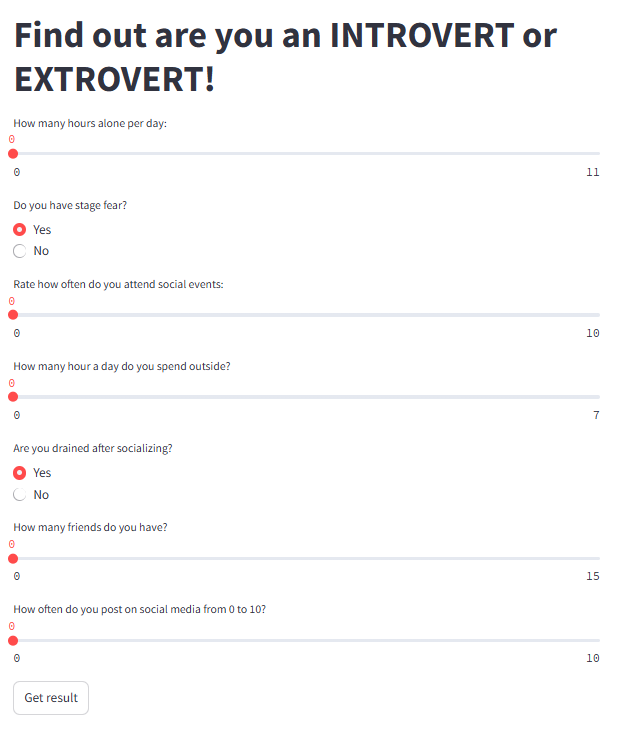 Find out are you an INTROVERT or
EXTROVERT!
How many hours alone per day:
0
0 11
Do you have stage fear?
Yes
No
Rate how often do you attend social events:
0
0 10
How many hour a day do you spend outside?
0
0 7
Are you drained after socializing?
Yes
No
How many friends do you have?
0
0 15
How often do you post on social media from 0 to 10?
0
0 10
Get result